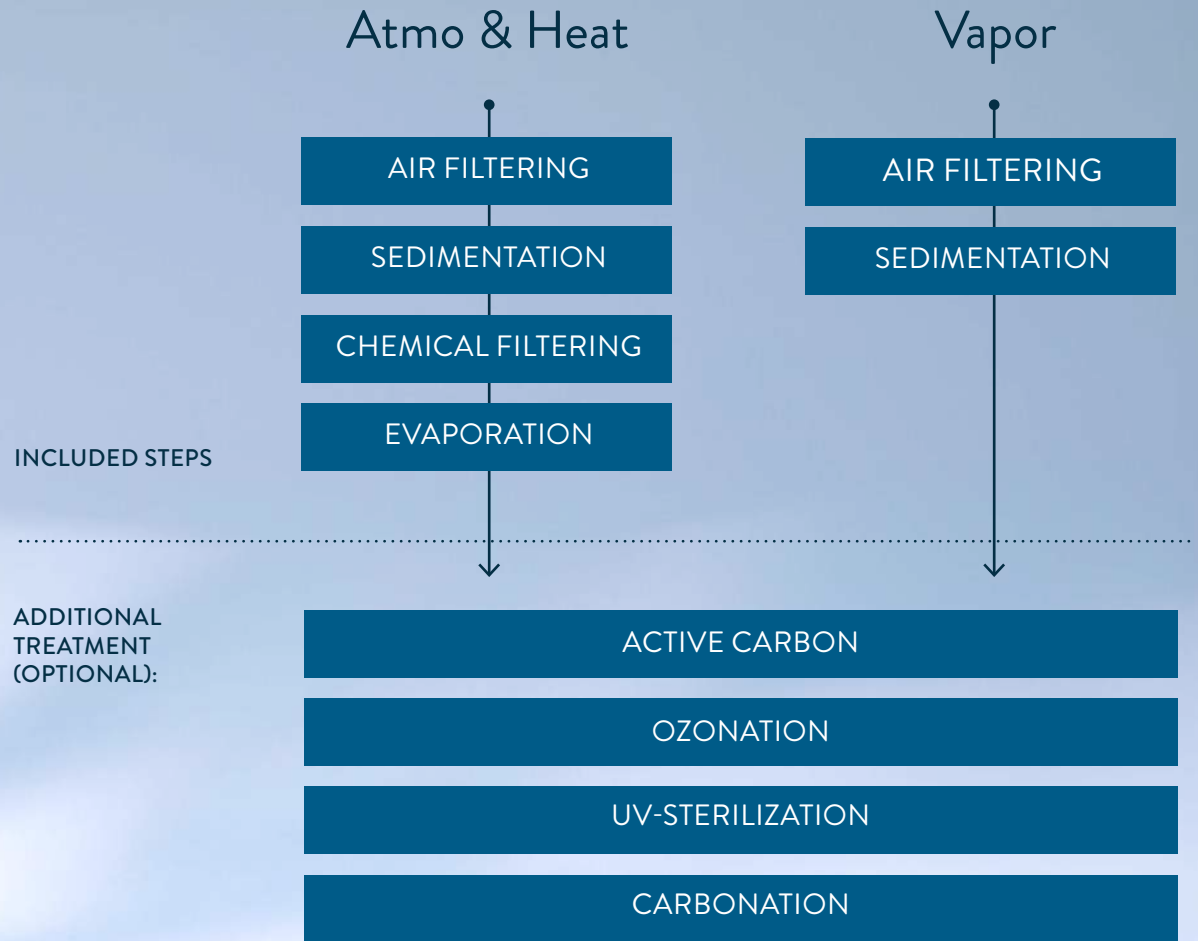 Atmo & Heat
Vapor
AIR FILTERING
AIR FILTERING
SEDIMENTATION
SEDIMENTATION
CHEMICAL FILTERING
EVAPORATION
INCLUDED STEPS
ADDITIONAL
TREATMENT
(OPTIONAL):
ACTIVE CARBON
OZONATION
UV-STERILIZATION
CARBONATION